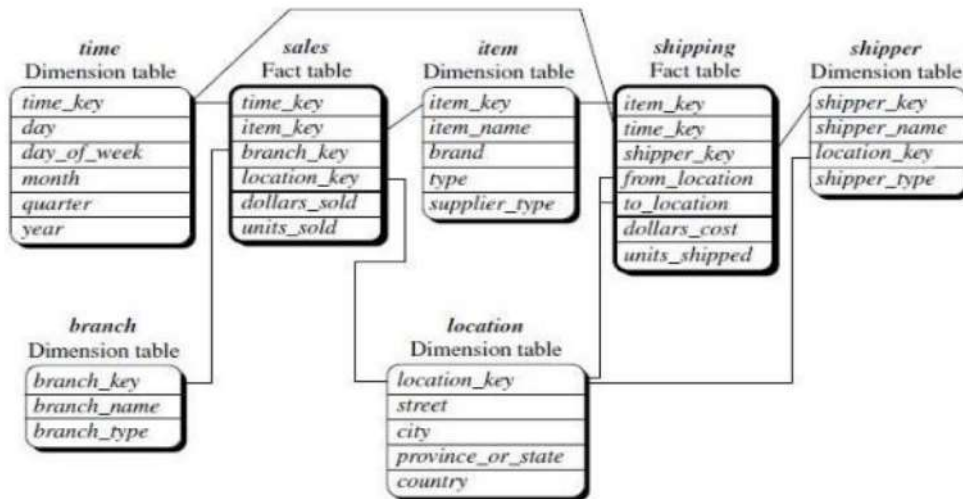 time
Dimension table
time_key
day
day_of_week
month
quarter
year
sales
Fact table
time_key
item_key
branch_key
location_key
dollars_sold
units_sold
item
Dimension table
item_key
item_name
brand
type
supplier_type
shipping
Fact table
item_key
time_key
shipper_key
from_location
to_location
dollars_cost
units_shipped
shipper
Dimension table
shipper_key
shipper_name
location_key
shipper_type
branch
Dimension table
branch_key
branch_name
branch_type
location
Dimension table
location_key
street
city
province_or_state
country